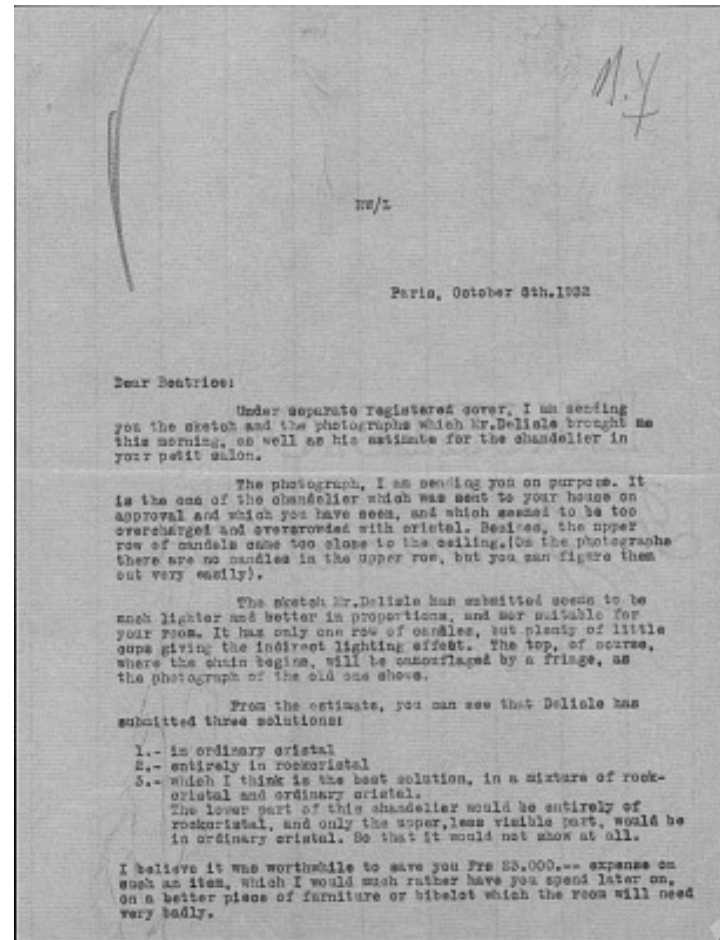 M.Y
RW/L
Paris, October 8th.1932
Dear Beatrice:
Under separate registered cover, I am sending
you the sketch and the photographs which Mr.Delisle brought me
this morning, as well as his estimate for the chandelier in
your petit salon.
The photograph, I am sending you on purpose. It
is the one of the chandelier which was sent to your house on
approval and which you have seen, and which seemed to be too
overcharged and overcrowded with cristal. Besides, the upper
row of candels came too close to the ceiling.(On the photographs
there are no candles in the upper row, but you can figure them
out very easily).
The sketch Mr.Delisle has submitted seems to be
much lighter and better in proportions, and mor suitable for
your room. It has only one row of candles, but plenty of little
cups giving the indirect lighting effect. The top, of course,
where the chain begins, will be camouflaged by a fringe, as
the photograph of the old one shows.
From the estimate, you can see that Delisle has
submitted three solutions:
1.- in ordinary cristal
2.- entirely in rockcristal
3.- which I think is the best solution, in a mixture of rock-
cristal and ordinary cristal.
The lower part of this chandelier would be entirely of
rockcristal, and only the upper,less visible part, would be
in ordinary cristal. So that it would not show at all.
I believe it was worthwhile to save you Frs 23.000.-- expense on
such an item, which I would much rather have you spend later on,
on a better piece of furniture or bibelot which the room will need
very badly.